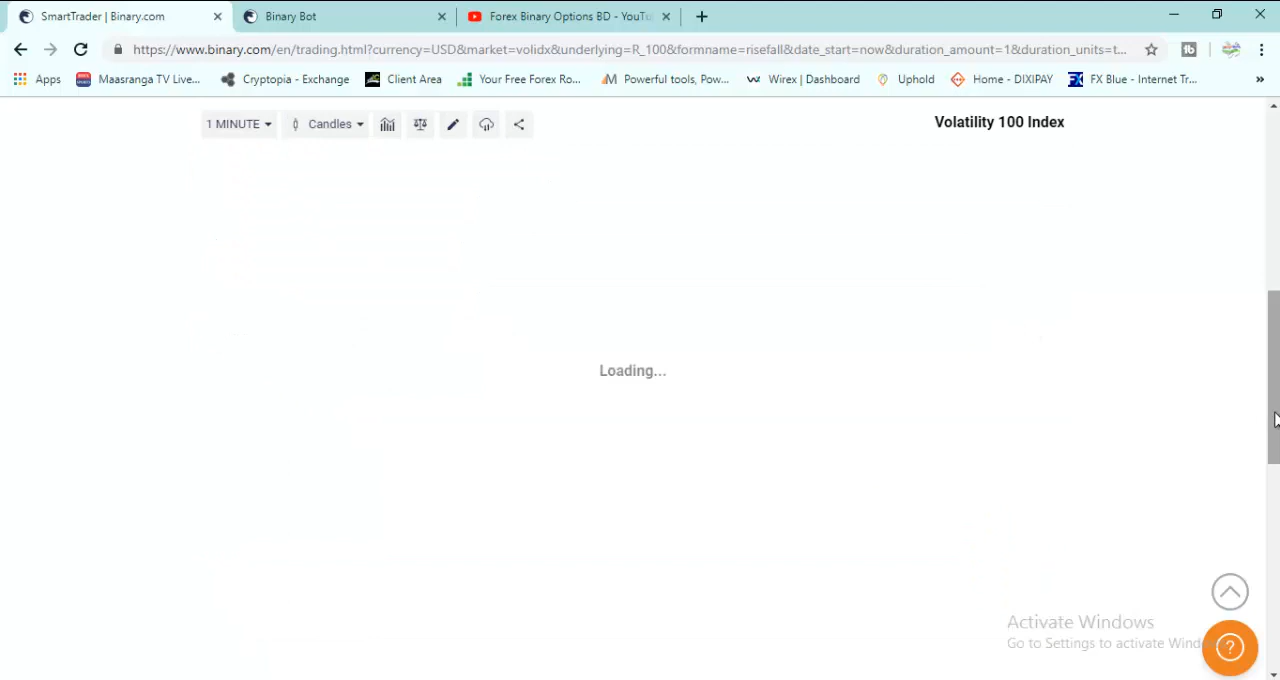 SmartTrader | Binary.com
Binary Bot
Forex Binary Options BD - YouTu
https://www.binary.com/en/trading.html?currency=USD&market=volidx&underlying=R_100&formname=risefall&date_start=now&duration_amount=1&duration_units=t...
Apps
Maasranga TV Live...
Cryptopia - Exchange
Client Area
Your Free Forex Ro...
Powerful tools, Pow...
Wirex | Dashboard
Uphold
Home - DIXIPAY
FX Blue - Internet Tr...
»
1 MINUTE
Candles
Volatility 100 Index
Loading...
Activate Windows
Go to Settings to activate Wind
?